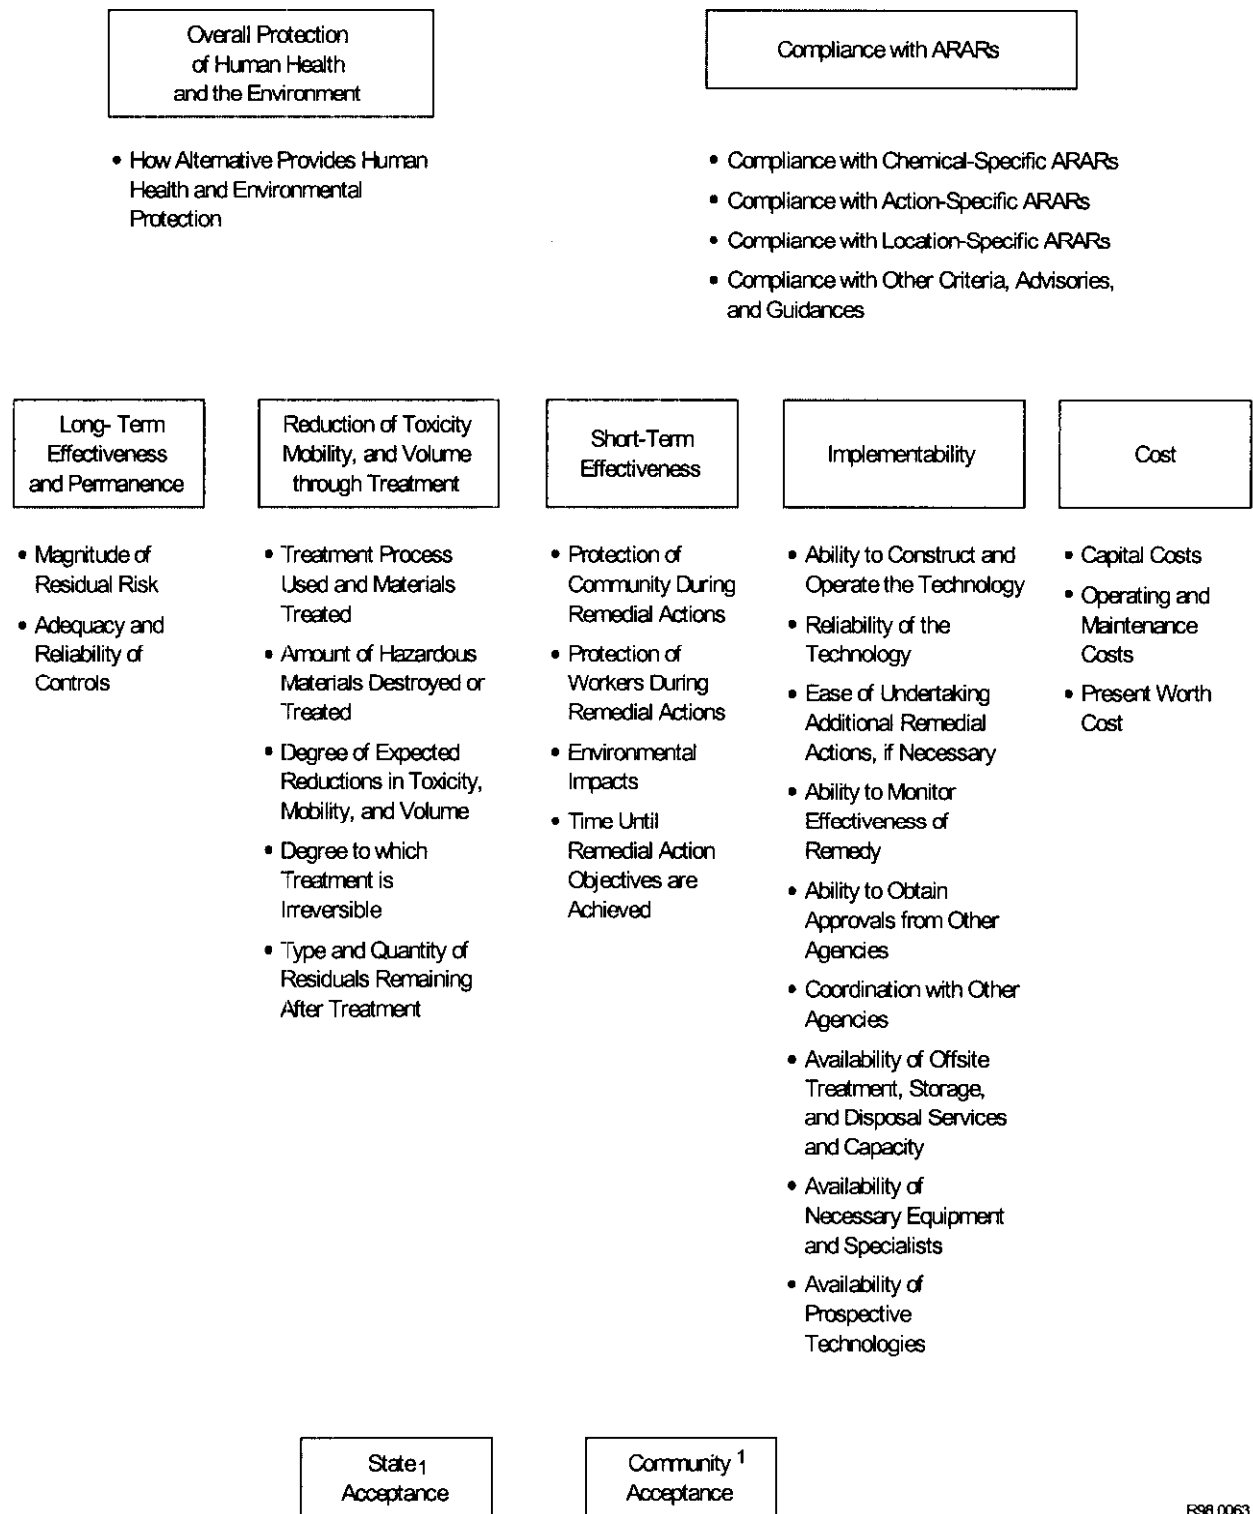 Overall Protection
of Human Health
and the Environment
• How Alternative Provides Human
Health and Environmental
Protection
Compliance with ARARs
• Compliance with Chemical-Specific ARARs
• Compliance with Action-Specific ARARs
• Compliance with Location-Specific ARARs
• Compliance with Other Criteria, Advisories,
and Guidances
Long- Term
Effectiveness
and Permanence
• Magnitude of
Residual Risk
• Adequacy and
Reliability of
Controls
Reduction of Toxicity
Mobility, and Volume
through Treatment
• Treatment Process
Used and Materials
Treated
• Amount of Hazardous
Materials Destroyed or
Treated
• Degree of Expected
Reductions in Toxicity,
Mobility, and Volume
• Degree to which
Treatment is
Irreversible
• Type and Quantity of
Residuals Remaining
After Treatment
Short-Term
Effectiveness
• Protection of
Community During
Remedial Actions
• Protection of
Workers During
Remedial Actions
• Environmental
Impacts
• Time Until
Remedial Action
Objectives are
Achieved
Implementability
• Ability to Construct and
Operate the Technology
• Reliability of the
Technology
• Ease of Undertaking
Additional Remedial
Actions, if Necessary
• Ability to Monitor
Effectiveness of
Remedy
• Ability to Obtain
Approvals from Other
Agencies
• Coordination with Other
Agencies
• Availability of Offsite
Treatment, Storage,
and Disposal Services
and Capacity
• Availability of
Necessary Equipment
and Specialists
• Availability of
Prospective
Technologies
Cost
• Capital Costs
• Operating and
Maintenance
Costs
• Present Worth
Cost
State 1
Acceptance
Community 1
Acceptance
R98 0063